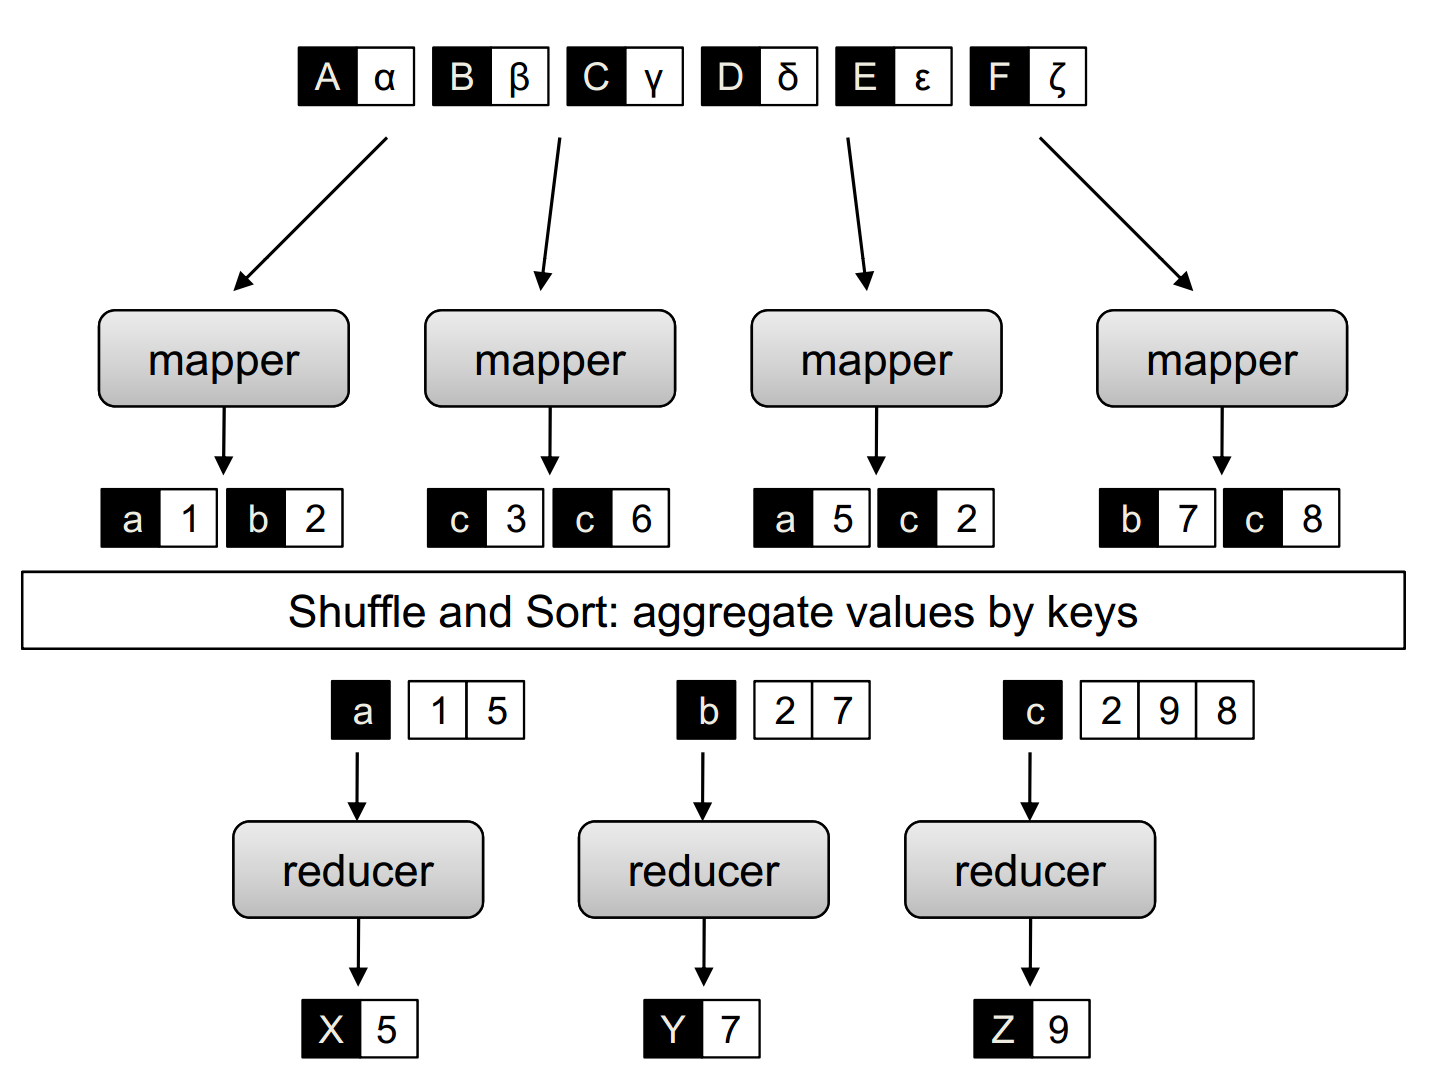 A α B β C γ D δ E ε F ζ
mapper mapper mapper mapper
a 1 b 2 c 3 c 6 a 5 c 2 b 7 c 8
Shuffle and Sort: aggregate values by keys
a 1 5 b 2 7 c 2 9 8
reducer reducer reducer
X 5 Y 7 Z 9